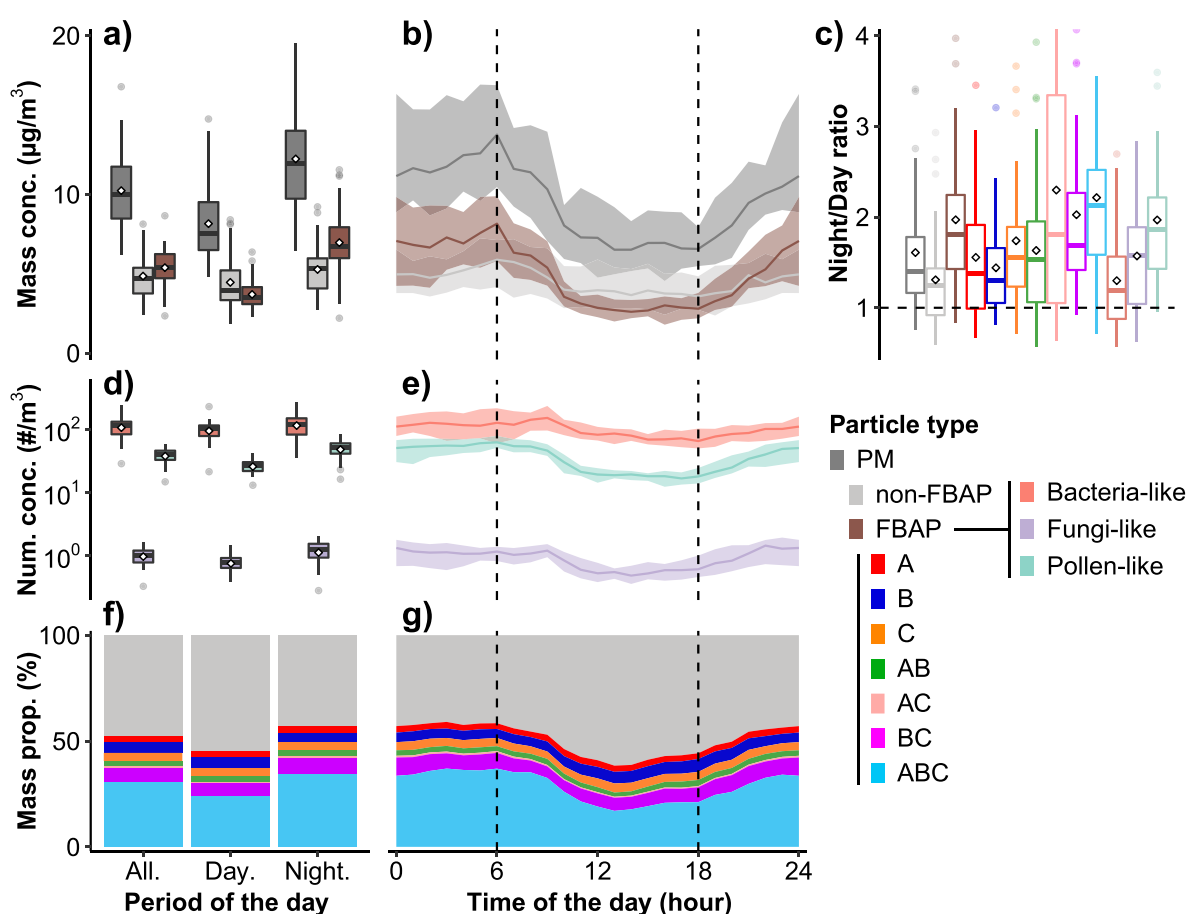 a)
b)
c)
Mass conc. (µg/m³)
20
10
0
Night/Day ratio
4
3
2
1
d)
e)
Num. conc. (#/m³)
10²
10¹
10⁰
Particle type
PM
non-FBAP
FBAP
A
B
C
AB
AC
BC
ABC
Bacteria-like
Fungi-like
Pollen-like
f)
g)
Mass prop. (%)
100
50
0
All. Day. Night.
Period of the day
0 6 12 18 24
Time of the day (hour)